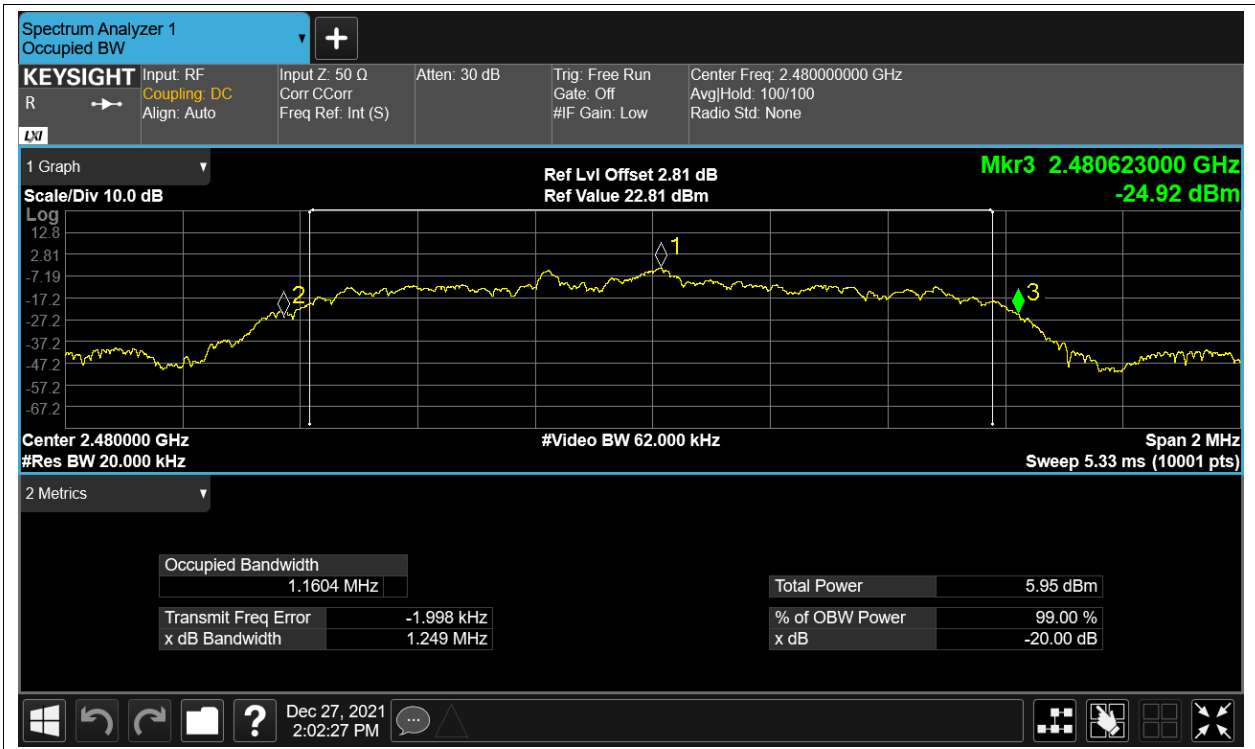 Spectrum Analyzer 1
Occupied BW
KEYSIGHT
R
LXI
Input: RF
Coupling: DC
Align: Auto
Input Z: 50 Ω
Corr CCorr
Freq Ref: Int (S)
Atten: 30 dB
Trig: Free Run
Gate: Off
#IF Gain: Low
Center Freq: 2.480000000 GHz
Avg|Hold: 100/100
Radio Std: None
1 Graph
Scale/Div 10.0 dB
Ref Lvl Offset 2.81 dB
Ref Value 22.81 dBm
Mkr3 2.480623000 GHz
-24.92 dBm
Log
12.8
2.81
-7.19
-17.2
-27.2
-37.2
-47.2
-57.2
-67.2
1
2
3
Center 2.480000 GHz
#Res BW 20.000 kHz
#Video BW 62.000 kHz
Span 2 MHz
Sweep 5.33 ms (10001 pts)
2 Metrics
Occupied Bandwidth
1.1604 MHz
Transmit Freq Error -1.998 kHz
x dB Bandwidth 1.249 MHz
Total Power 5.95 dBm
% of OBW Power 99.00 %
x dB -20.00 dB
?
Dec 27, 2021
2:02:27 PM